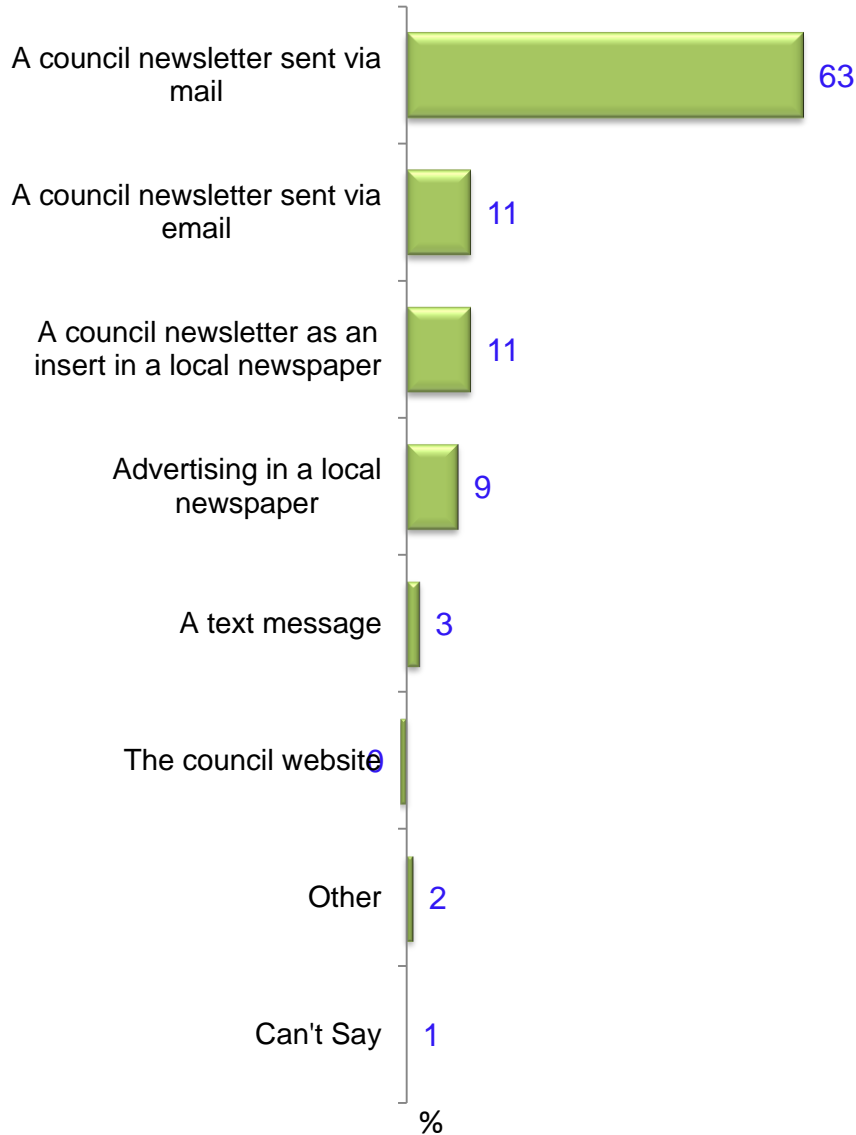 A council newsletter sent via
mail
63
A council newsletter sent via
email
11
A council newsletter as an
insert in a local newspaper
11
Advertising in a local
newspaper
9
A text message
3
The council website
0
Other
2
Can't Say
1
%